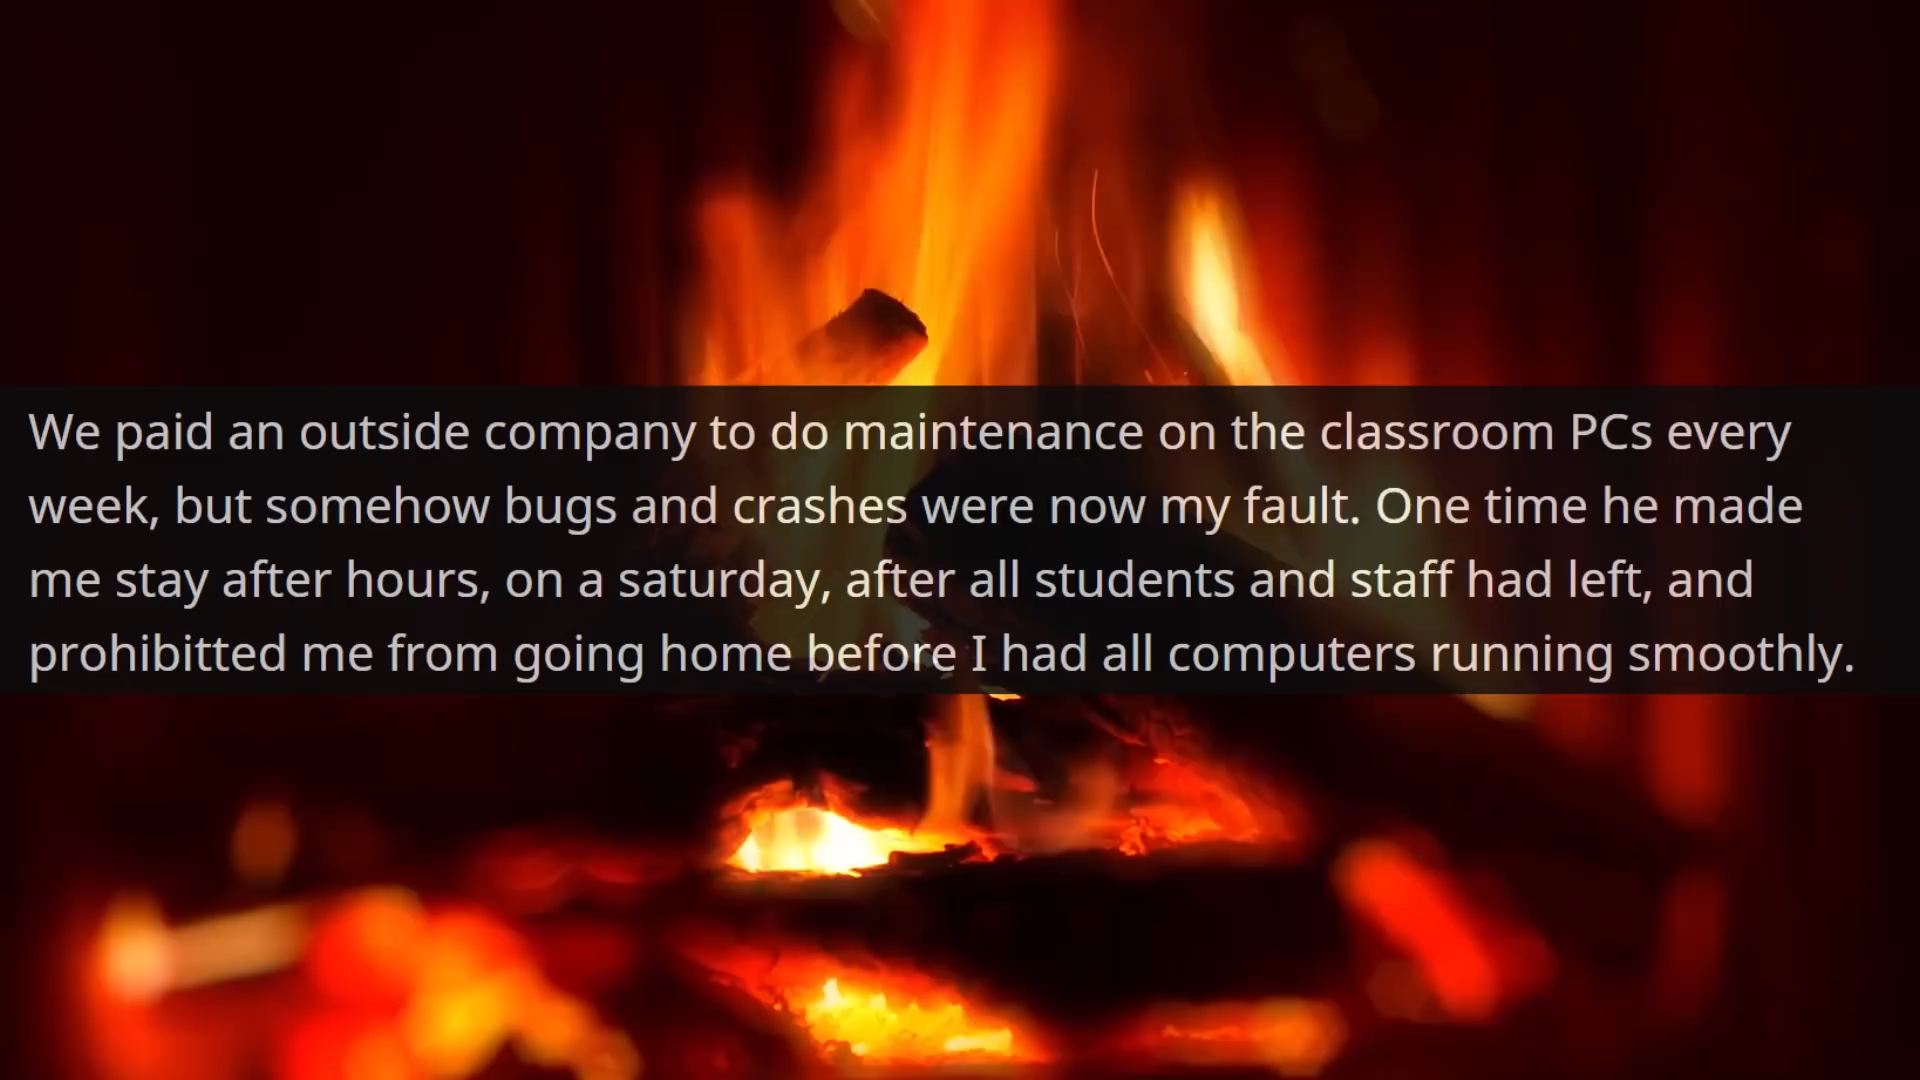 We paid an outside company to do maintenance on the classroom PCs every
week, but somehow bugs and crashes were now my fault. One time he made
me stay after hours, on a saturday, after all students and staff had left, and
prohibitted me from going home before I had all computers running smoothly.